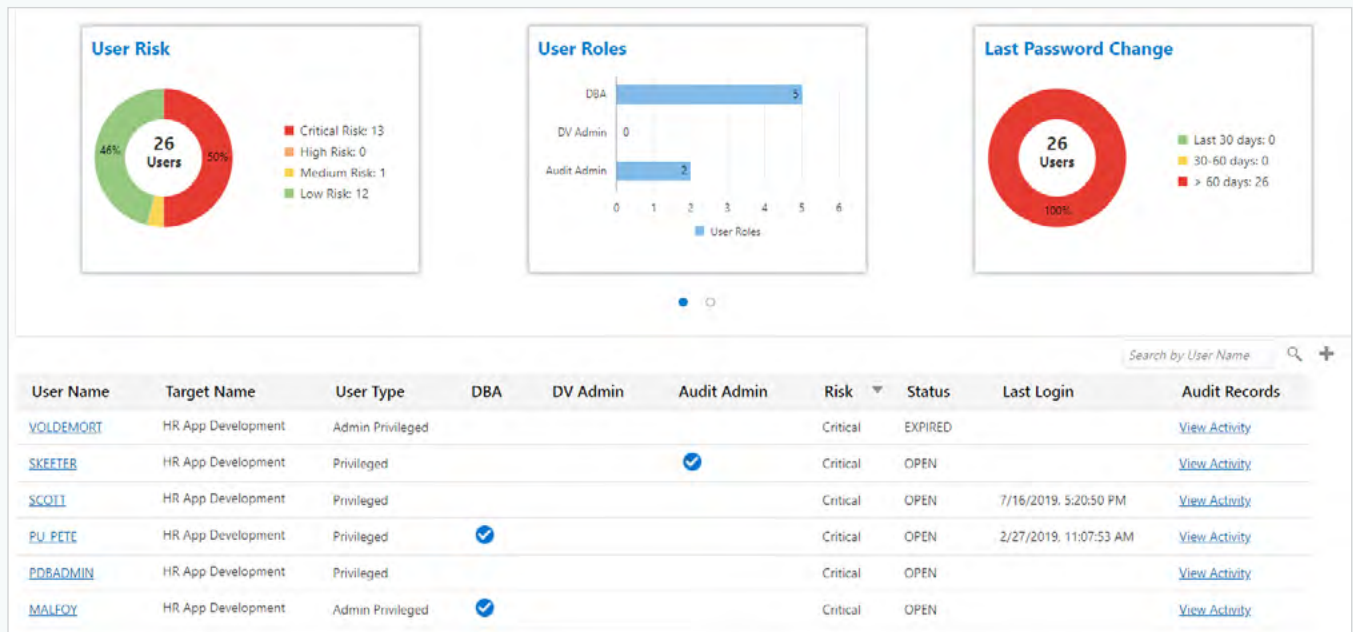 User Risk
26
Users
46%
50%
Critical Risk: 13
High Risk: 0
Medium Risk: 1
Low Risk: 12
User Roles
DBA 5
DV Admin 0
Audit Admin 2
0 1 2 3 4 5 6
User Roles
Last Password Change
26
Users
100%
Last 30 days: 0
30-60 days: 0
> 60 days: 26
Search by User Name
User Name Target Name User Type DBA DV Admin Audit Admin Risk Status Last Login Audit Records
VOLDEMORT HR App Development Admin Privileged Critical EXPIRED View Activity
SKEETER HR App Development Privileged Critical OPEN View Activity
SCOTT HR App Development Privileged Critical OPEN 7/16/2019, 5:20:50 PM View Activity
PU_PETE HR App Development Privileged Critical OPEN 2/27/2019, 11:07:53 AM View Activity
PDBADMIN HR App Development Privileged Critical OPEN View Activity
MALFOY HR App Development Admin Privileged Critical OPEN View Activity